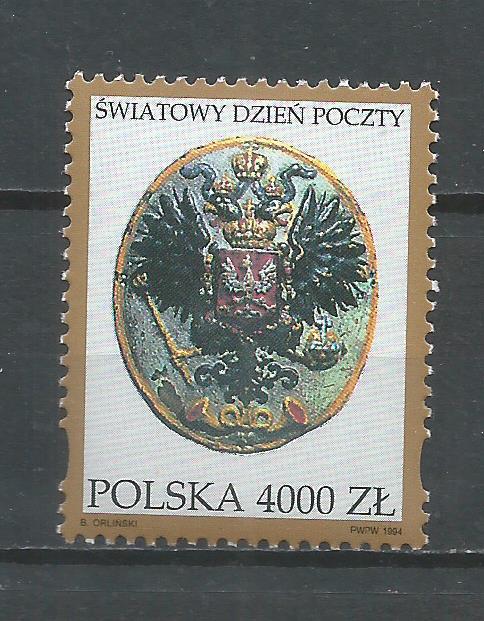 ŚWIATOWY DZIEŃ POCZTY
POLSKA 4000 ZŁ
B. ORLIŃSKI
PWPW 1994